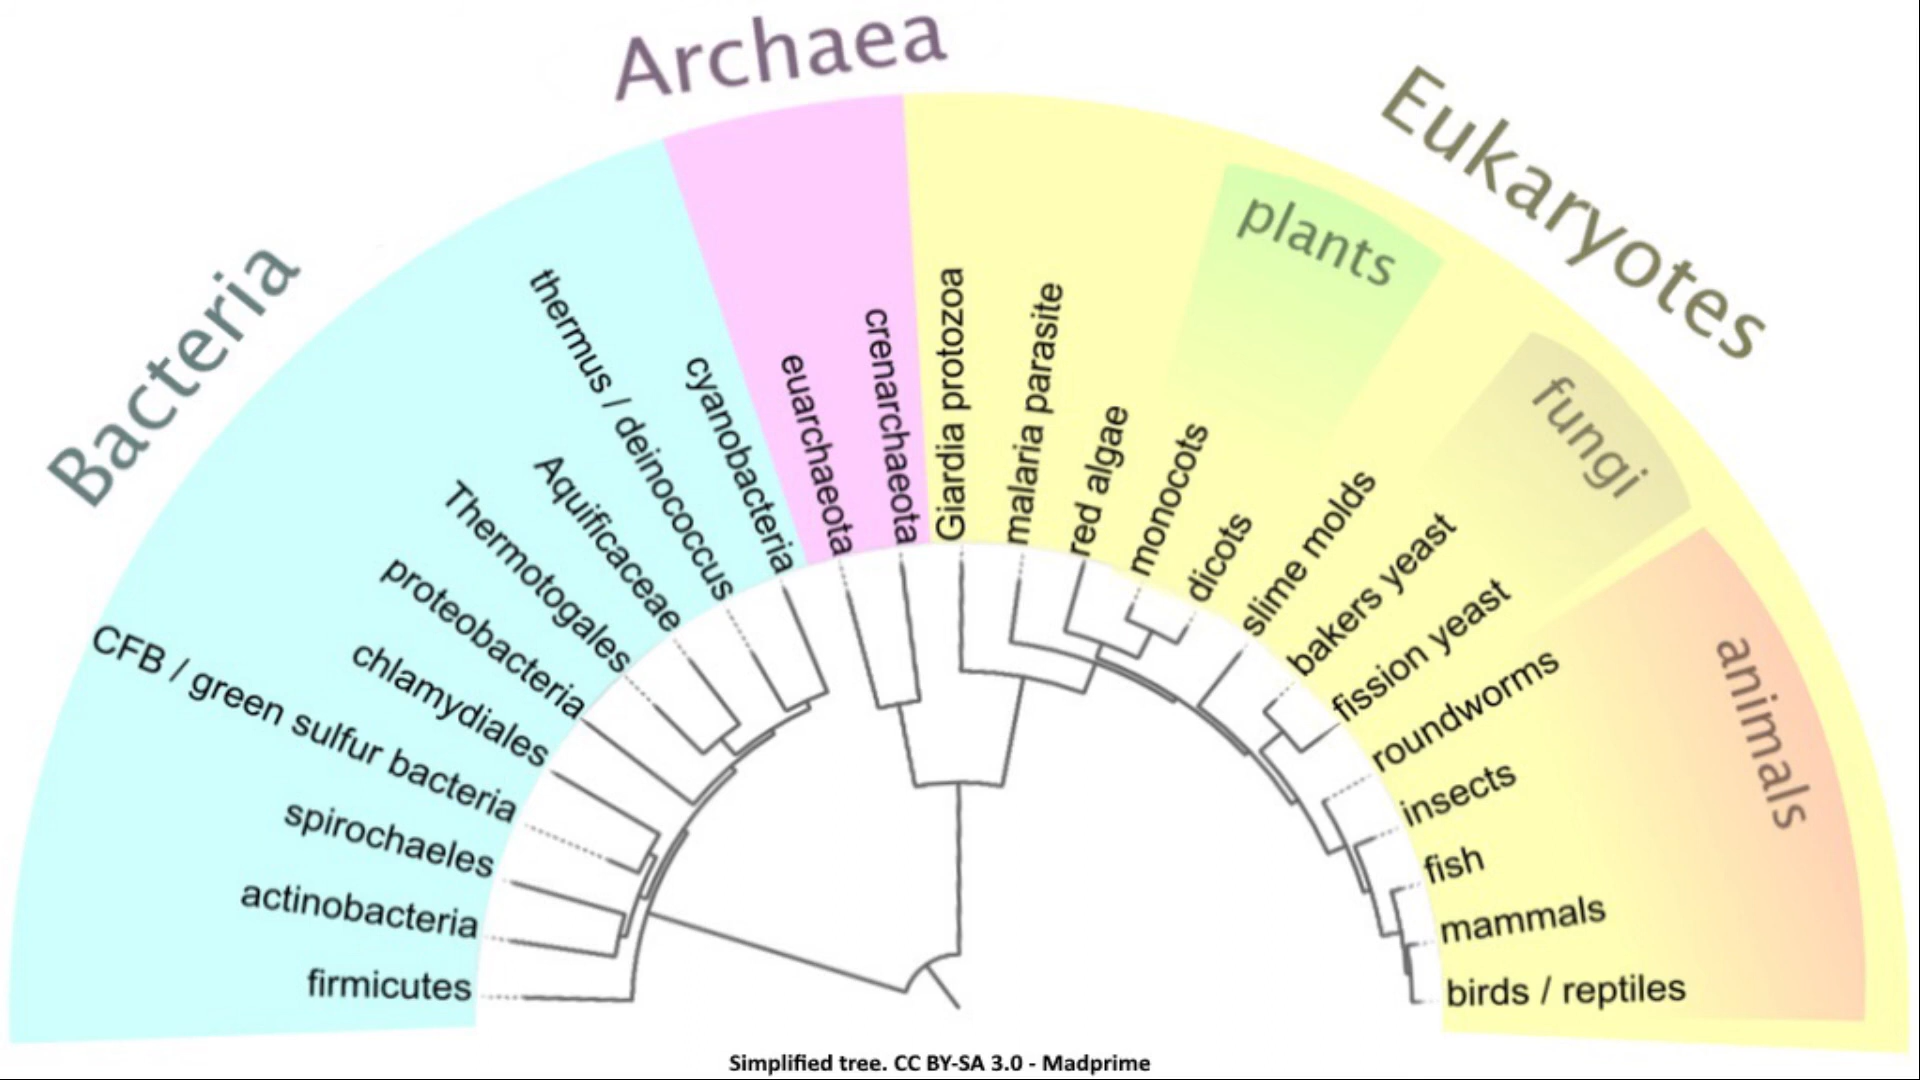 Archaea
Eukaryotes
Bacteria
plants
fungi
animals
thermus / deinococcus
cyanobacteria
euarchaeota
crenarchaeota
Giardia protozoa
malaria parasite
red algae
monocots
dicots
slime molds
bakers yeast
fission yeast
roundworms
insects
fish
mammals
birds / reptiles
Aquificaceae
Thermotogales
proteobacteria
chlamydiales
CFB / green sulfur bacteria
spirochaeles
actinobacteria
firmicutes
Simplified tree. CC BY-SA 3.0 - Madprime